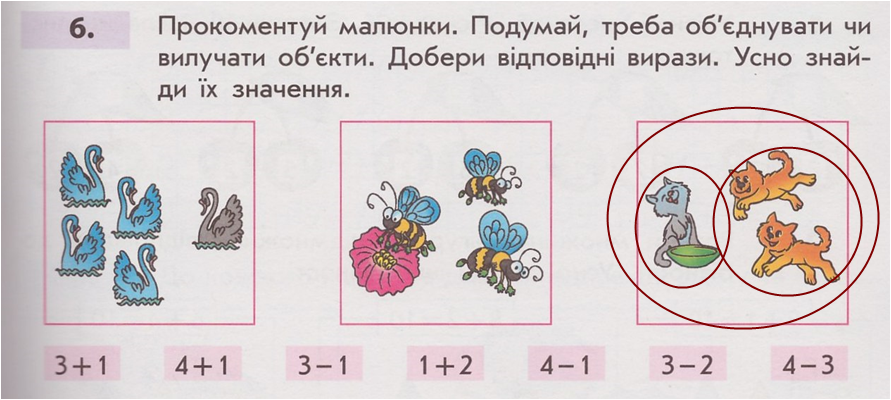 6. Прокоментуй малюнки. Подумай, треба об’єднувати чи
вилучати об’єкти. Добери відповідні вирази. Усно знай-
ди їх значення.
3+1 4+1 3−1 1+2 4−1 3−2 4−3